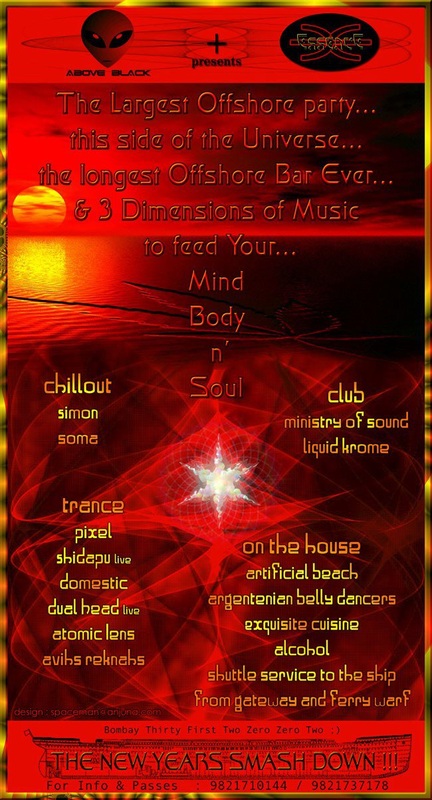 ABOVE BLACK
+
presents
The Largest Offshore party...
this side of the Universe...
the longest Offshore Bar Ever...
& 3 Dimensions of Music
to feed Your...
Mind
Body
n'
Soul
chillout
simon
soma
club
ministry of sound
liquid krome
trance
pixel
shidapu live
domestic
dual head live
atomic lens
avihs reknahs
on the house
artificial beach
argentenian belly dancers
exquisite cuisine
alcohol
shuttle service to the ship
from gateway and ferry warf
Bombay Thirty First Two Zero Zero Two :)
THE NEW YEARS SMASH DOWN !!!
For Info & Passes : 9821710144 / 9821737178